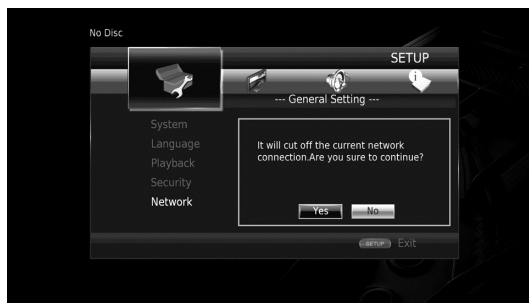 No Disc
SETUP
--- General Setting ---
System
Language
Playback
Security
Network
It will cut off the current network
connection.Are you sure to continue?
Yes No
SETUP Exit